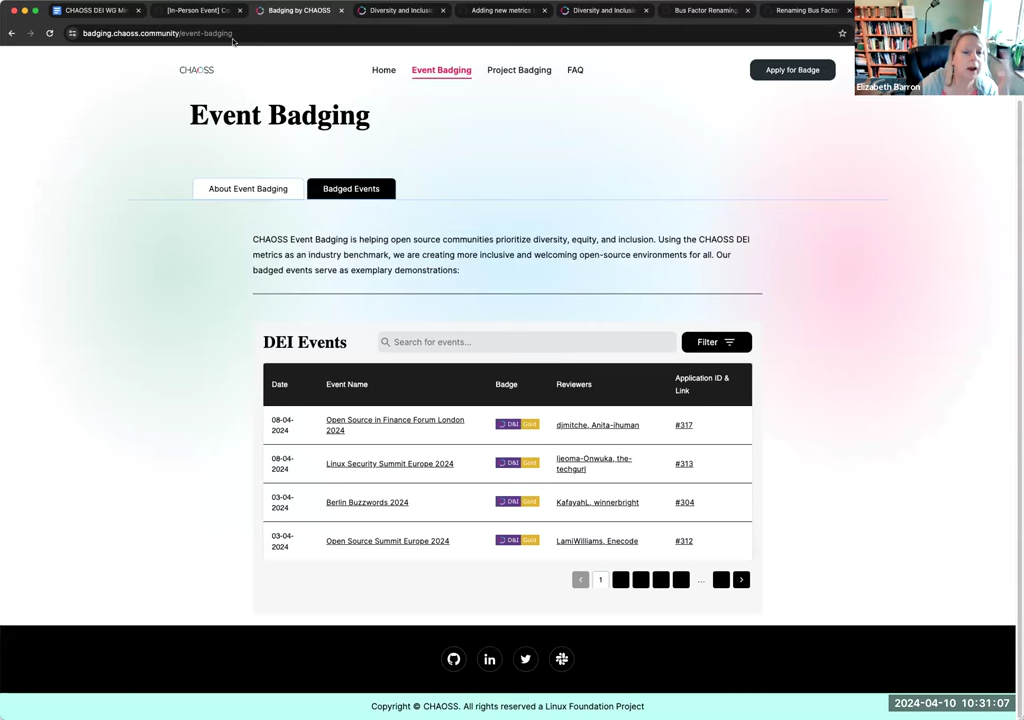 CHAOSS DEI WG Mi
[In-Person Event] Co
Badging by CHAOSS
Diversity and Inclusi
Adding new metrics
Diversity and Inclusi
Bus Factor Renaming
Renaming Bus Facto
badging.chaoss.community/event-badging
Elizabeth Barron
CHAOSS
Home
Event Badging
Project Badging
FAQ
Apply for Badge
Event Badging
About Event Badging
Badged Events
CHAOSS Event Badging is helping open source communities prioritize diversity, equity, and inclusion. Using the CHAOSS DEI
metrics as an industry benchmark, we are creating more inclusive and welcoming open-source environments for all. Our
badged events serve as exemplary demonstrations:
DEI Events
Search for events...
Filter
Date Event Name Badge Reviewers Application ID &
Link
08-04-
2024
Open Source in Finance Forum London
2024
D&I Gold
djmitche, Anita-ihuman
#317
08-04-
2024
Linux Security Summit Europe 2024
D&I Gold
Ijeoma-Onwuka, the-
techgurl
#313
03-04-
2024
Berlin Buzzwords 2024
D&I Gold
KafayahL, winnerbright
#304
03-04-
2024
Open Source Summit Europe 2024
D&I Gold
LamiWilliams, Enecode
#312
1
...
Copyright © CHAOSS. All rights reserved a Linux Foundation Project
2024-04-10 10:31:07